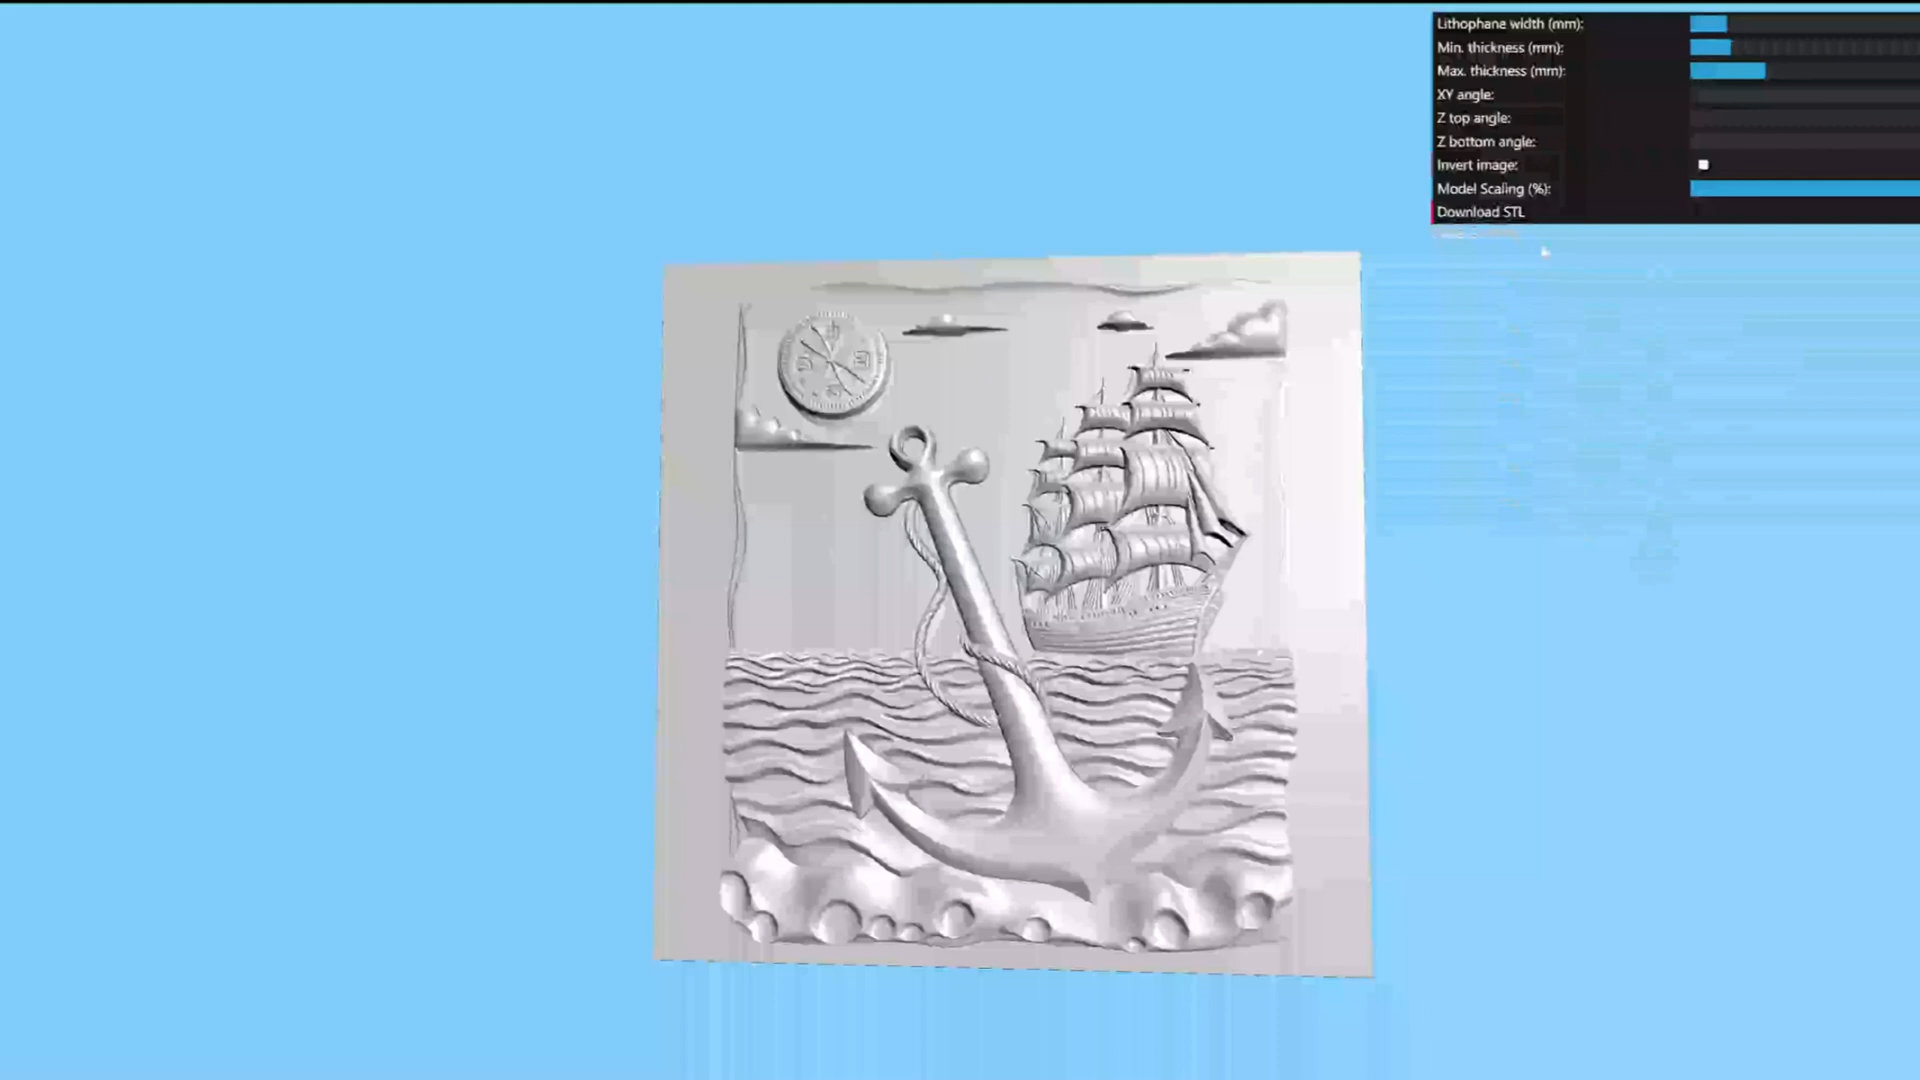 Lithophane width (mm):
Min. thickness (mm):
Max. thickness (mm):
XY angle:
Z top angle:
Z bottom angle:
Invert image:
Model Scaling (%):
Download STL